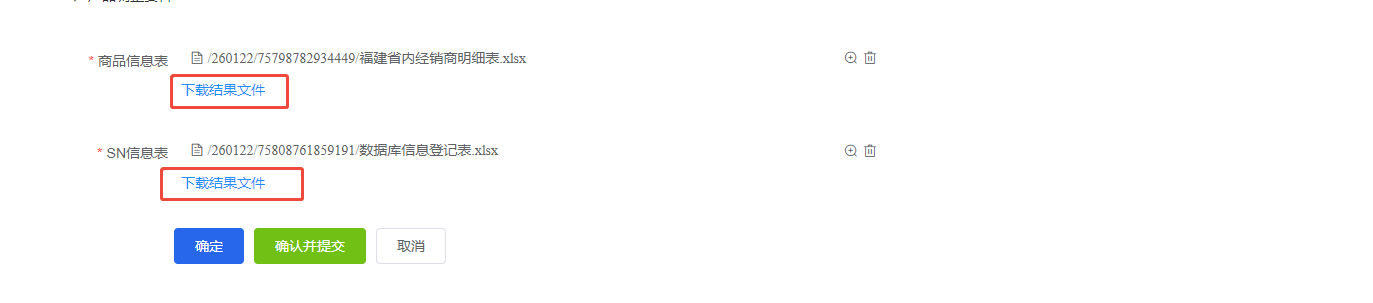 * 商品信息表 /260122/75798782934449/福建省内经销商明细表.xlsx
下载结果文件
* SN信息表 /260122/75808761859191/数据库信息登记表.xlsx
下载结果文件
确定 确认并提交 取消